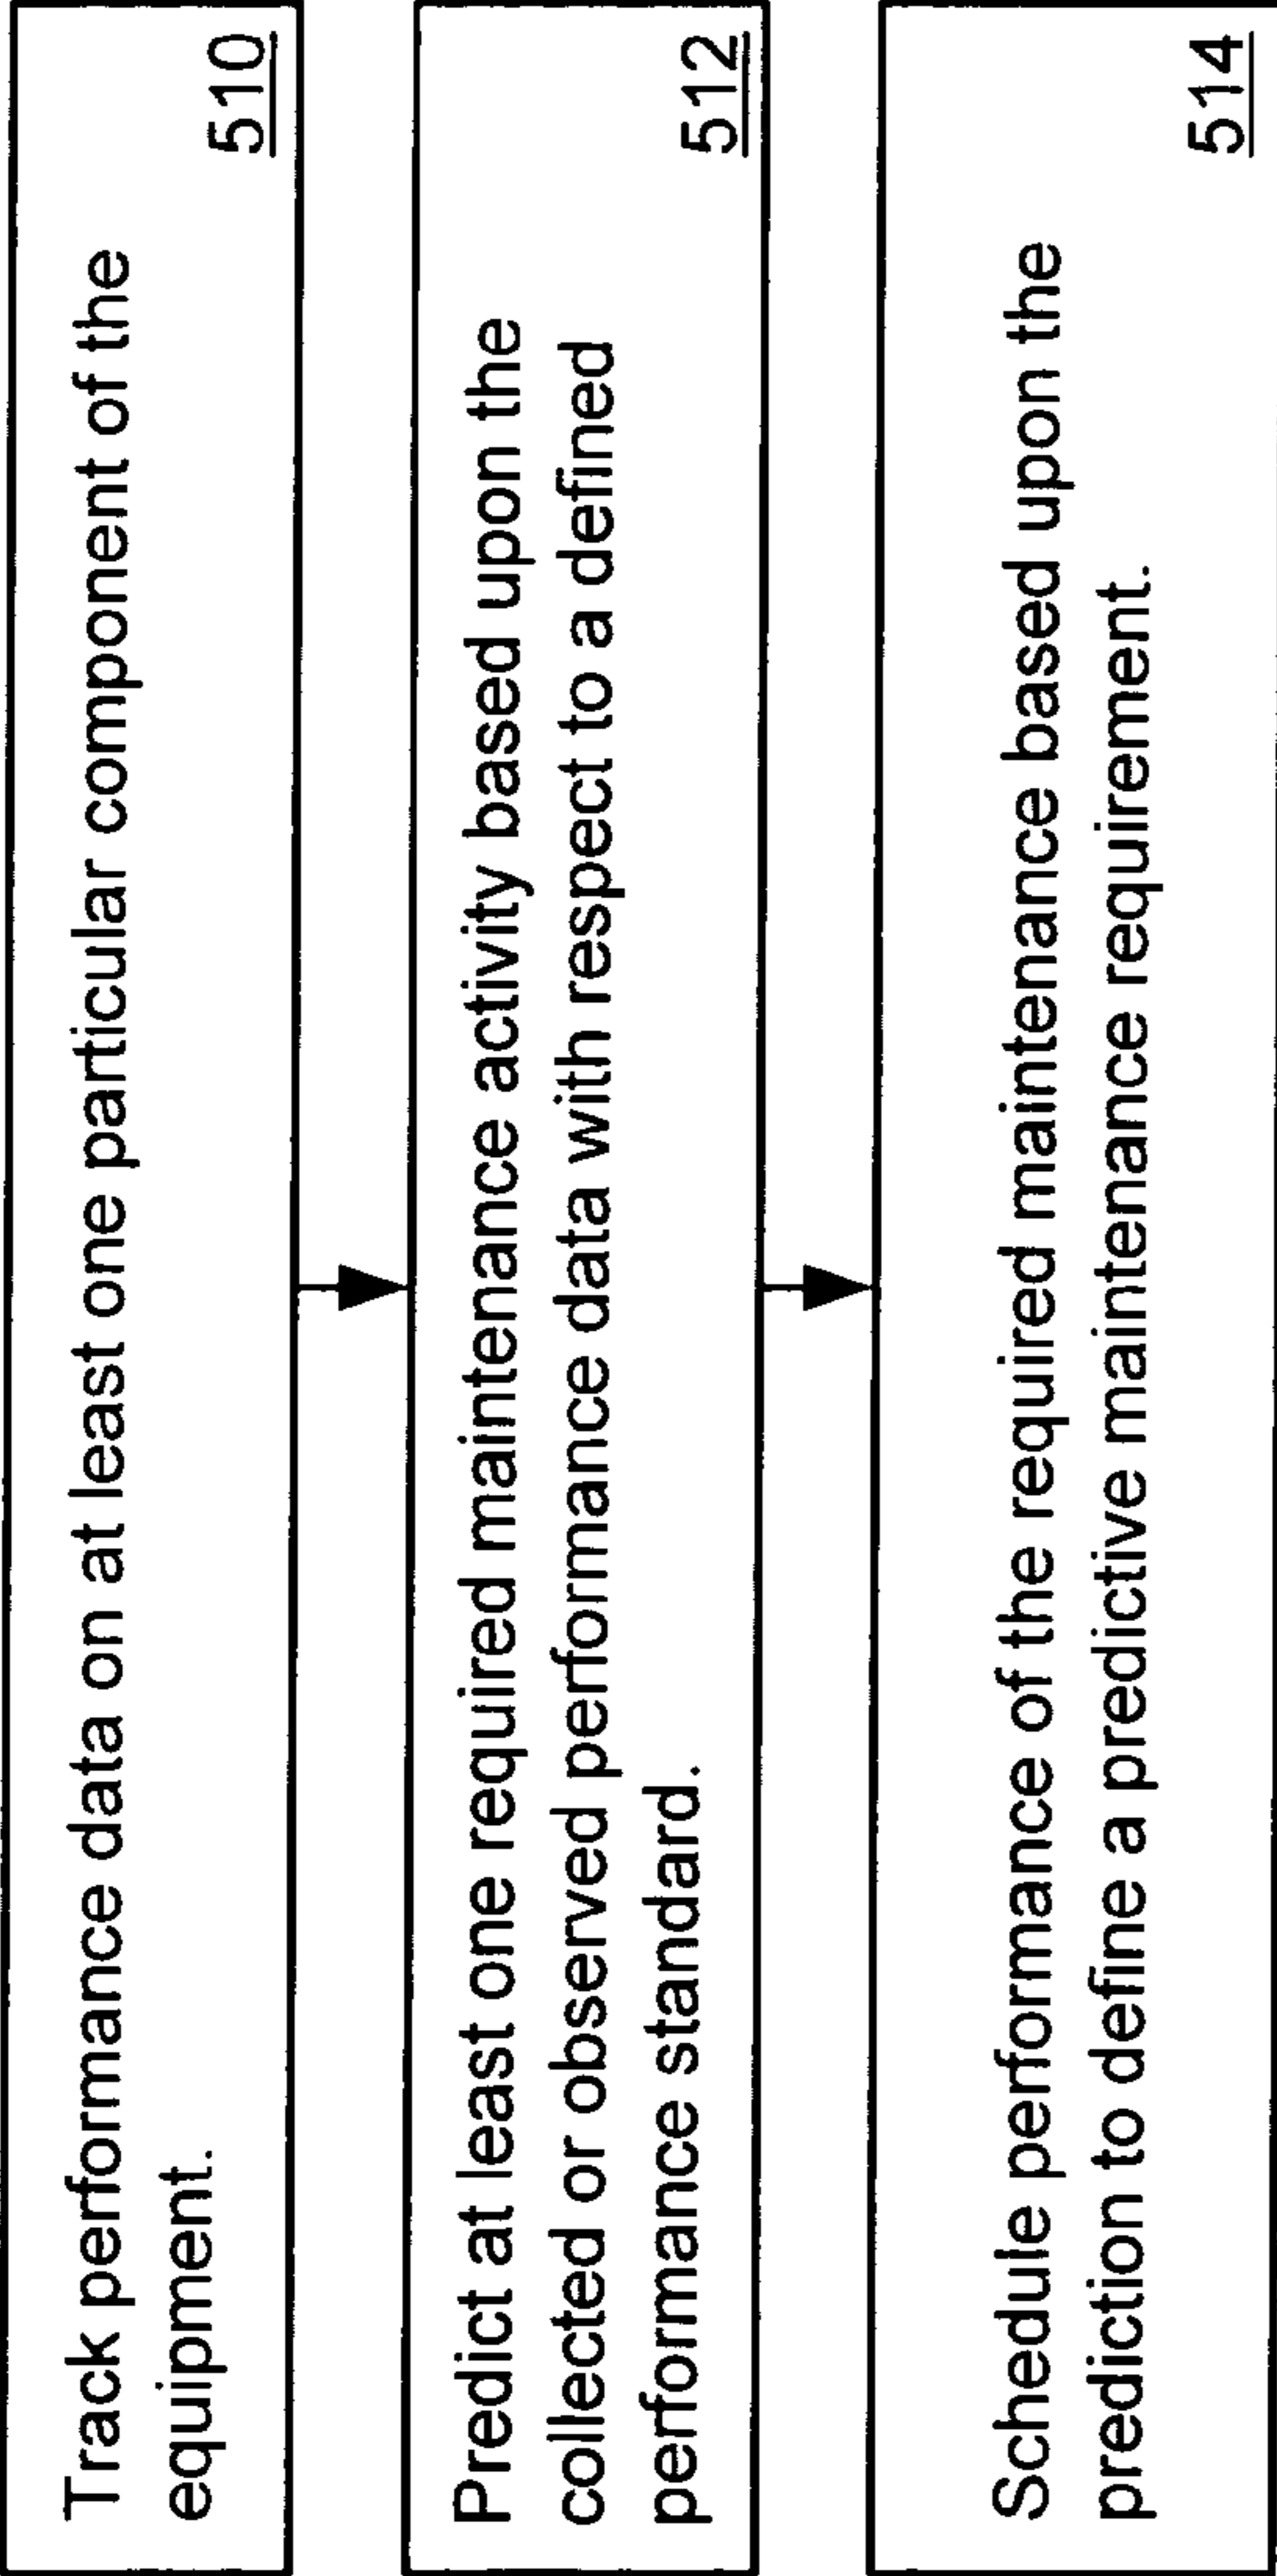 Track performance data on at least one particular component of the
equipment.
510
Predict at least one required maintenance activity based upon the
collected or observed performance data with respect to a defined
performance standard.
512
Schedule performance of the required maintenance based upon the
prediction to define a predictive maintenance requirement.
514